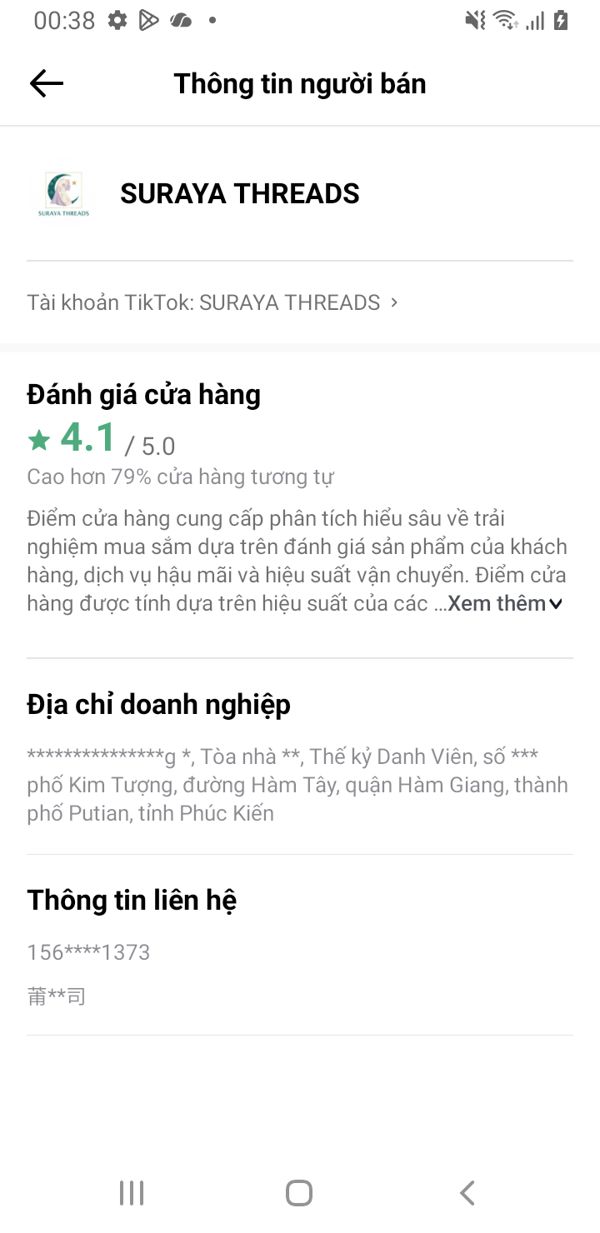 00:38
Thông tin người bán
SURAYA THREADS
SURAYA THREADS
Tài khoản TikTok: SURAYA THREADS
Đánh giá cửa hàng
4.1 / 5.0
Cao hơn 79% cửa hàng tương tự
Điểm cửa hàng cung cấp phân tích hiểu sâu về trải
nghiệm mua sắm dựa trên đánh giá sản phẩm của khách
hàng, dịch vụ hậu mãi và hiệu suất vận chuyển. Điểm cửa
hàng được tính dựa trên hiệu suất của các ...Xem thêm
Địa chỉ doanh nghiệp
***************g *, Tòa nhà **, Thế kỷ Danh Viên, số ***
phố Kim Tượng, đường Hàm Tây, quận Hàm Giang, thành
phố Putian, tỉnh Phúc Kiến
Thông tin liên hệ
156****1373
莆**司